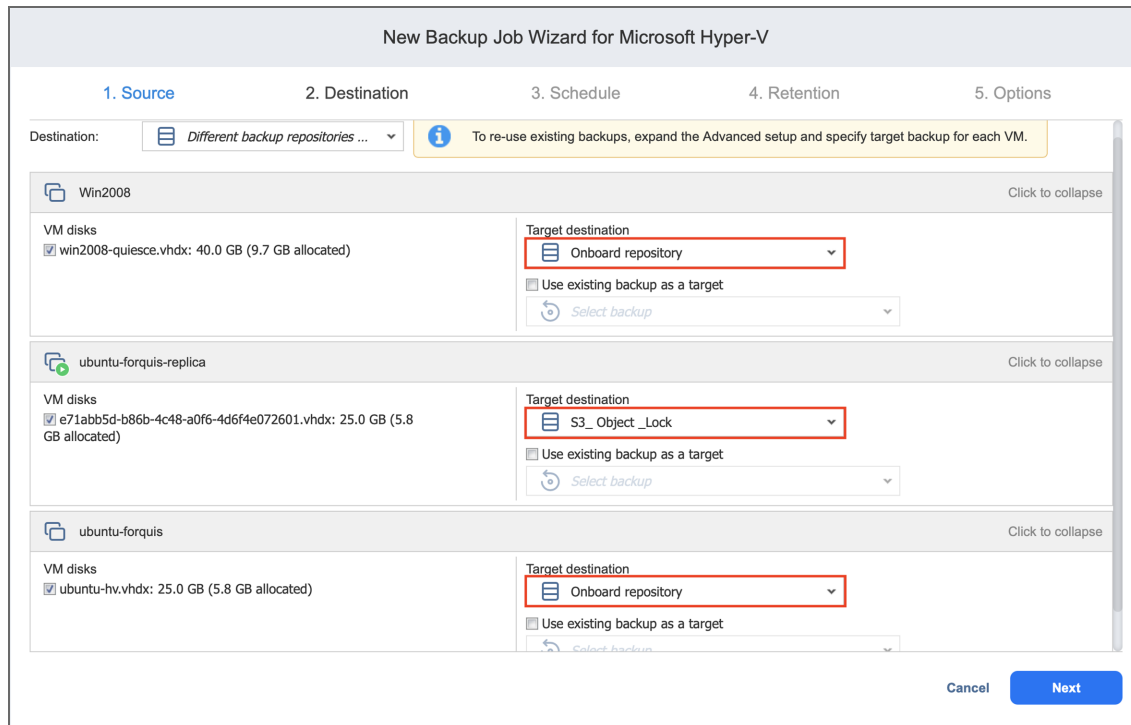 New Backup Job Wizard for Microsoft Hyper-V
1. Source
2. Destination
3. Schedule
4. Retention
5. Options
Destination:
Different backup repositories ...
To re-use existing backups, expand the Advanced setup and specify target backup for each VM.
Win2008
Click to collapse
VM disks
win2008-quiesce.vhdx: 40.0 GB (9.7 GB allocated)
Target destination
Onboard repository
Use existing backup as a target
Select backup
ubuntu-forquis-replica
Click to collapse
VM disks
e71abb5d-b86b-4c48-a0f6-4d6f4e072601.vhdx: 25.0 GB (5.8
GB allocated)
Target destination
S3_ Object _Lock
Use existing backup as a target
Select backup
ubuntu-forquis
Click to collapse
VM disks
ubuntu-hv.vhdx: 25.0 GB (5.8 GB allocated)
Target destination
Onboard repository
Use existing backup as a target
Select backup
Cancel
Next